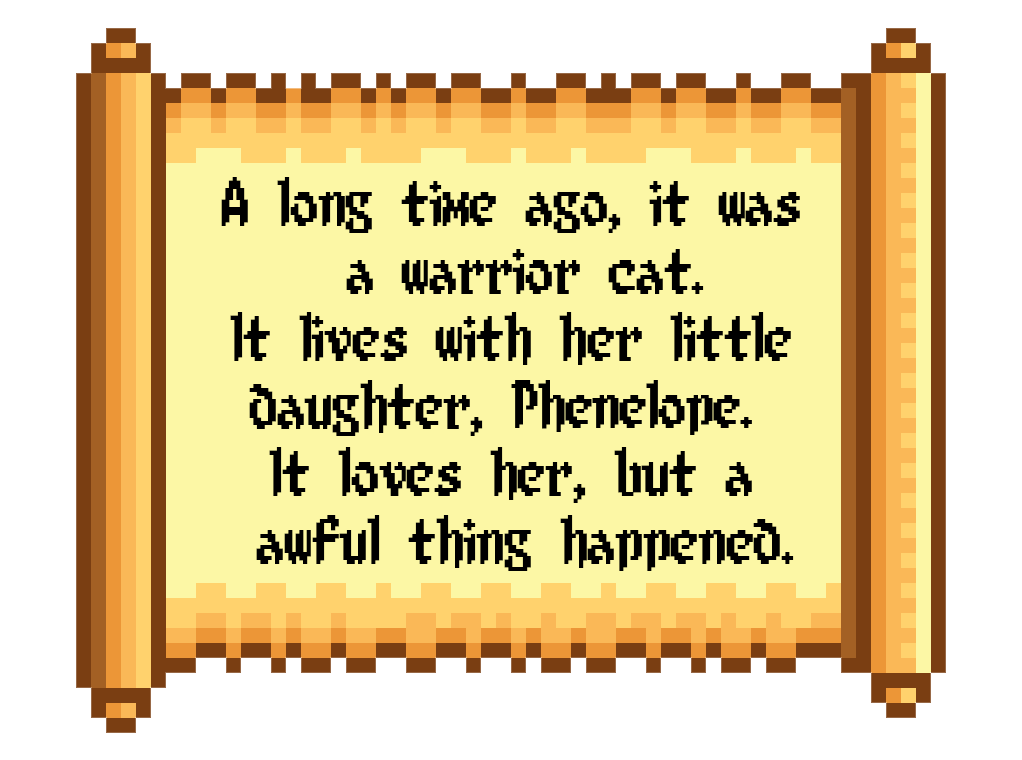 A long time ago, it was
a warrior cat.
It lives with her little
daughter, Phenelope.
It loves her, but a
awful thing happened.